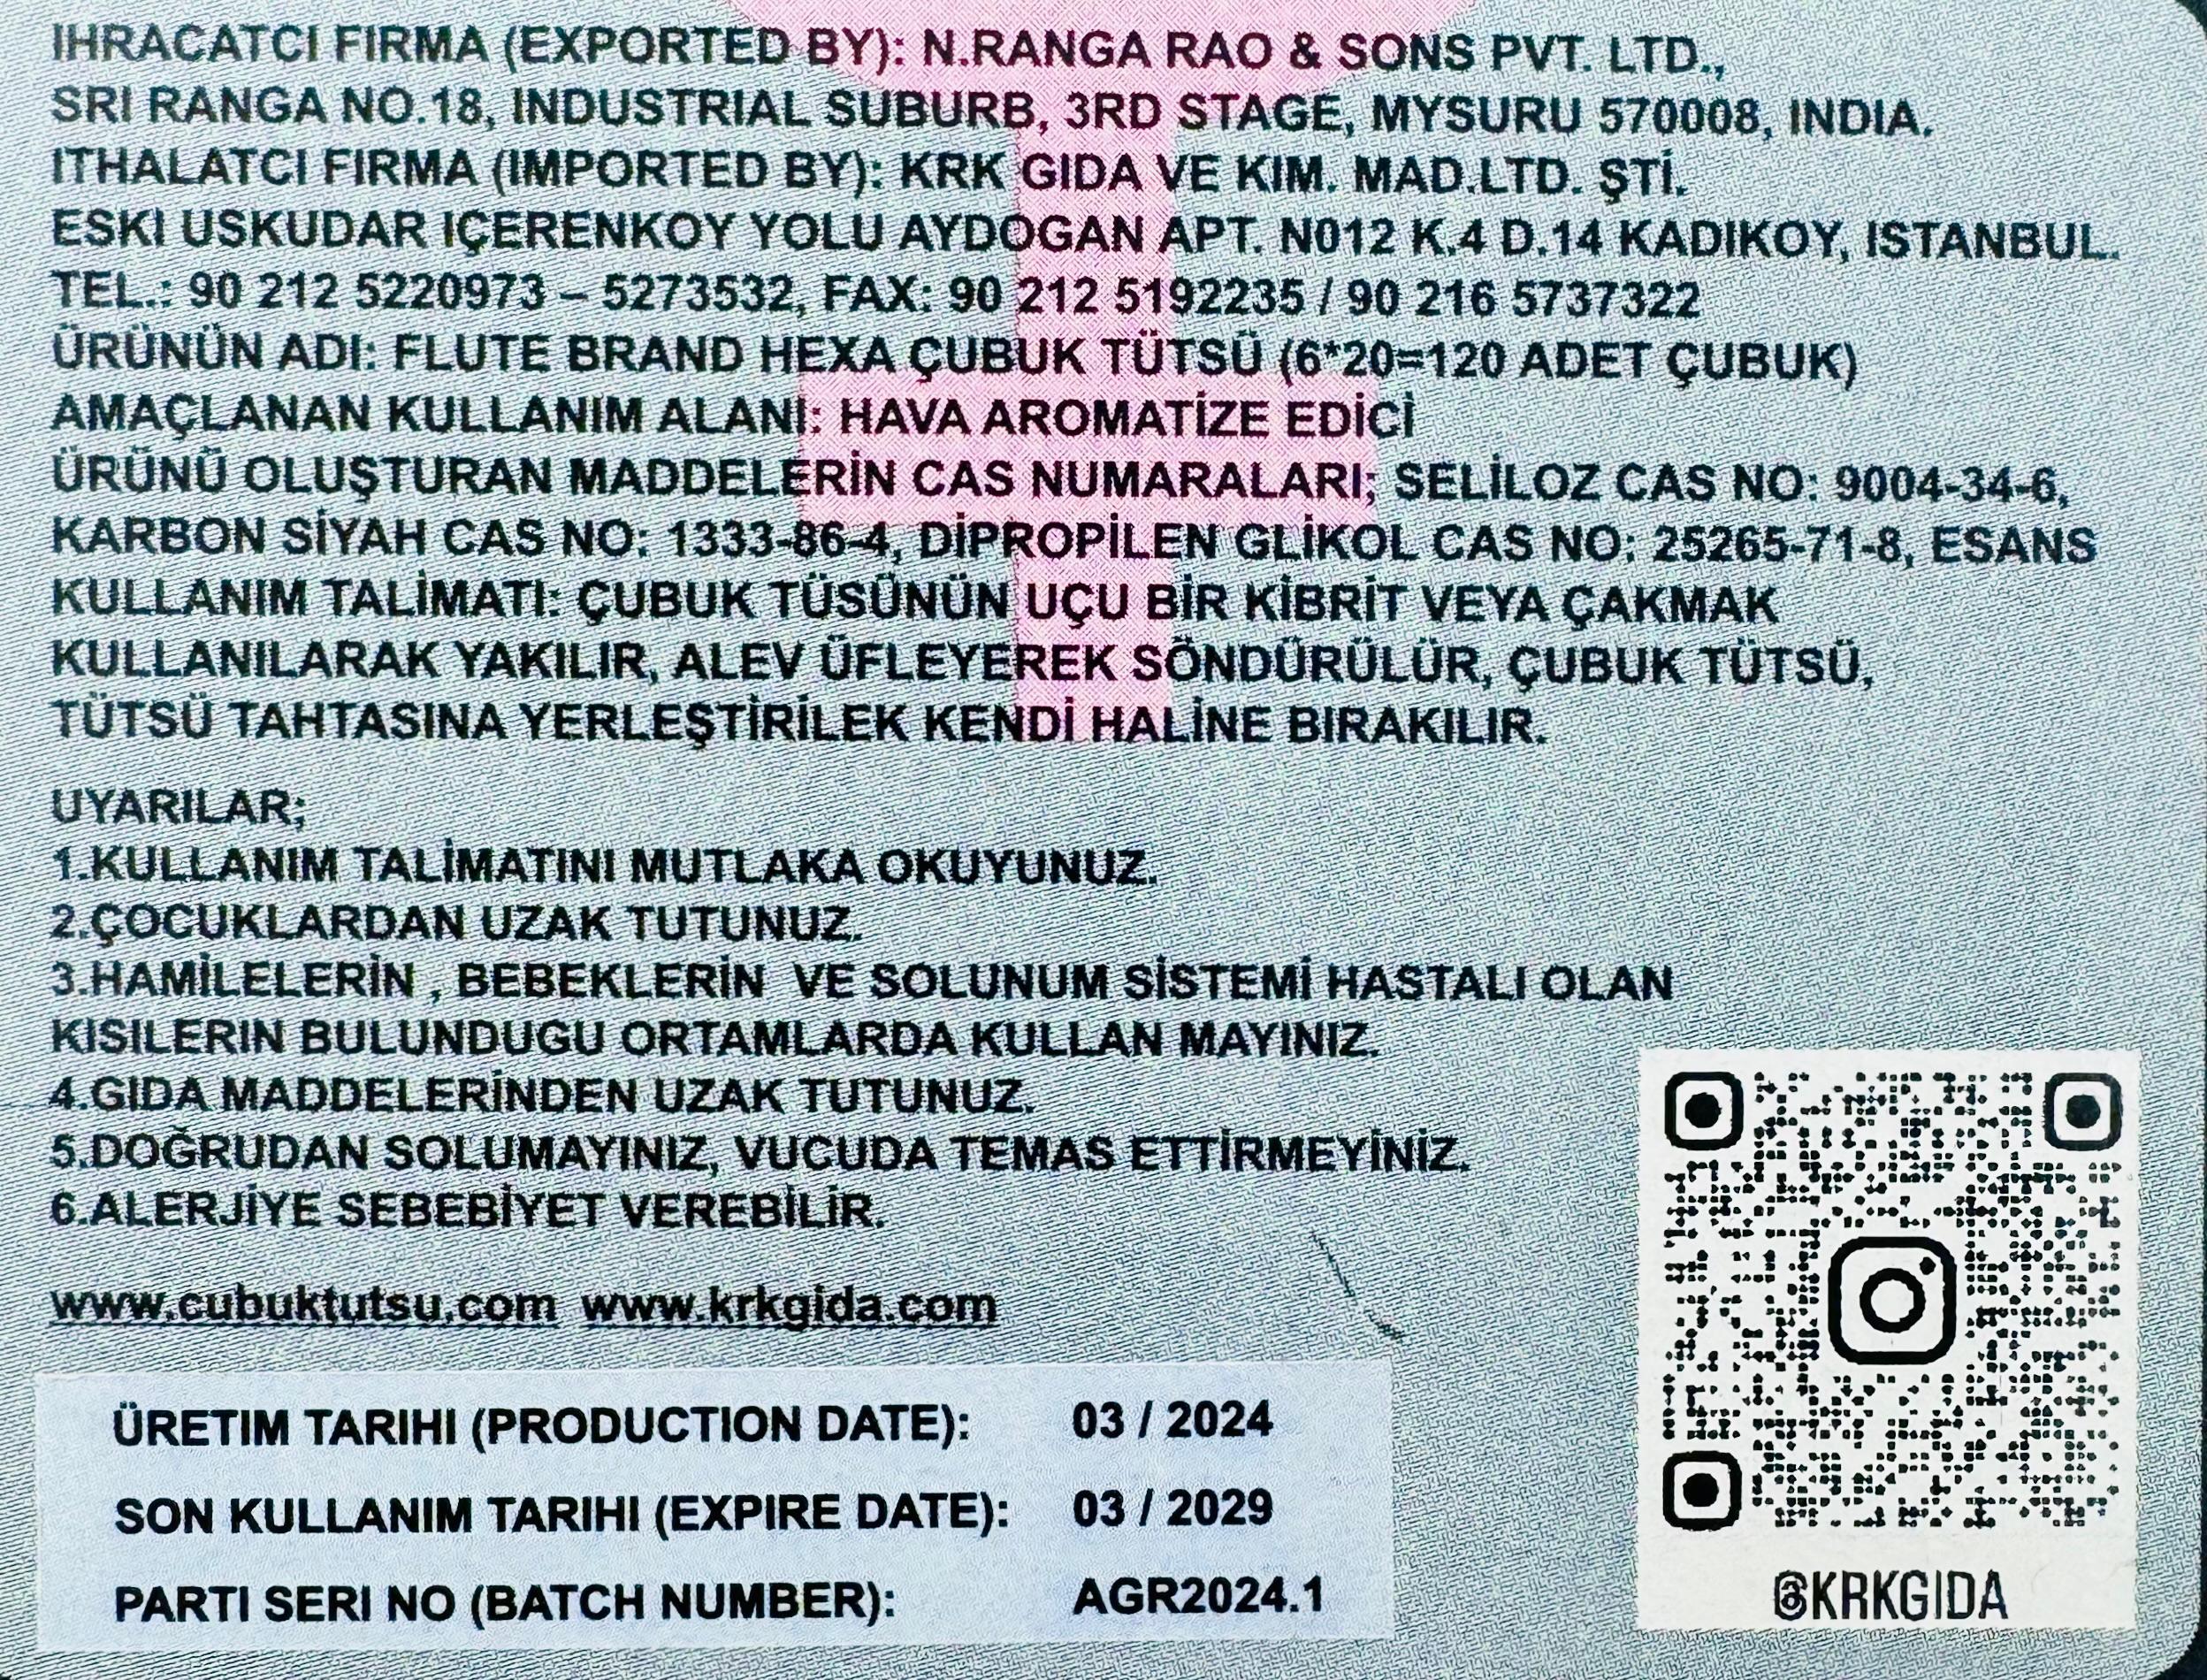 IHRACATCI FIRMA (EXPORTED BY): N.RANGA RAO & SONS PVT. LTD.,
SRI RANGA NO.18, INDUSTRIAL SUBURB, 3RD STAGE, MYSURU 570008, INDIA.
ITHALATCI FIRMA (IMPORTED BY): KRK GIDA VE KIM. MAD.LTD. ŞTİ.
ESKI USKUDAR IÇERENKOY YOLU AYDOGAN APT. N012 K.4 D.14 KADIKOY, ISTANBUL.
TEL.: 90 212 5220973 – 5273532, FAX: 90 212 5192235 / 90 216 5737322
ÜRÜNÜN ADI: FLUTE BRAND HEXA ÇUBUK TÜTSÜ (6*20=120 ADET ÇUBUK)
AMAÇLANAN KULLANIM ALANI: HAVA AROMATİZE EDİCİ
ÜRÜNÜ OLUŞTURAN MADDELERİN CAS NUMARALARI; SELİLOZ CAS NO: 9004-34-6,
KARBON SİYAH CAS NO: 1333-86-4, DİPROPİLEN GLİKOL CAS NO: 25265-71-8, ESANS
KULLANIM TALİMATI: ÇUBUK TÜSÜNÜN UÇU BİR KİBRİT VEYA ÇAKMAK
KULLANILARAK YAKILIR, ALEV ÜFLEYEREK SÖNDÜRÜLÜR, ÇUBUK TÜTSÜ,
TÜTSÜ TAHTASINA YERLEŞTİRİLEK KENDİ HALİNE BIRAKILIR.
UYARILAR;
1.KULLANIM TALİMATINI MUTLAKA OKUYUNUZ.
2.ÇOCUKLARDAN UZAK TUTUNUZ.
3.HAMİLELERİN , BEBEKLERİN VE SOLUNUM SİSTEMİ HASTALI OLAN
KISILERIN BULUNDUGU ORTAMLARDA KULLAN MAYINIZ.
4.GIDA MADDELERİNDEN UZAK TUTUNUZ.
5.DOĞRUDAN SOLUMAYINIZ, VUCUDA TEMAS ETTİRMEYİNİZ.
6.ALERJİYE SEBEBİYET VEREBİLİR.
www.cubuktutsu.com www.krkgida.com
ÜRETIM TARIHI (PRODUCTION DATE): 03 / 2024
SON KULLANIM TARIHI (EXPIRE DATE): 03 / 2029
PARTI SERI NO (BATCH NUMBER): AGR2024.1
@KRKGIDA